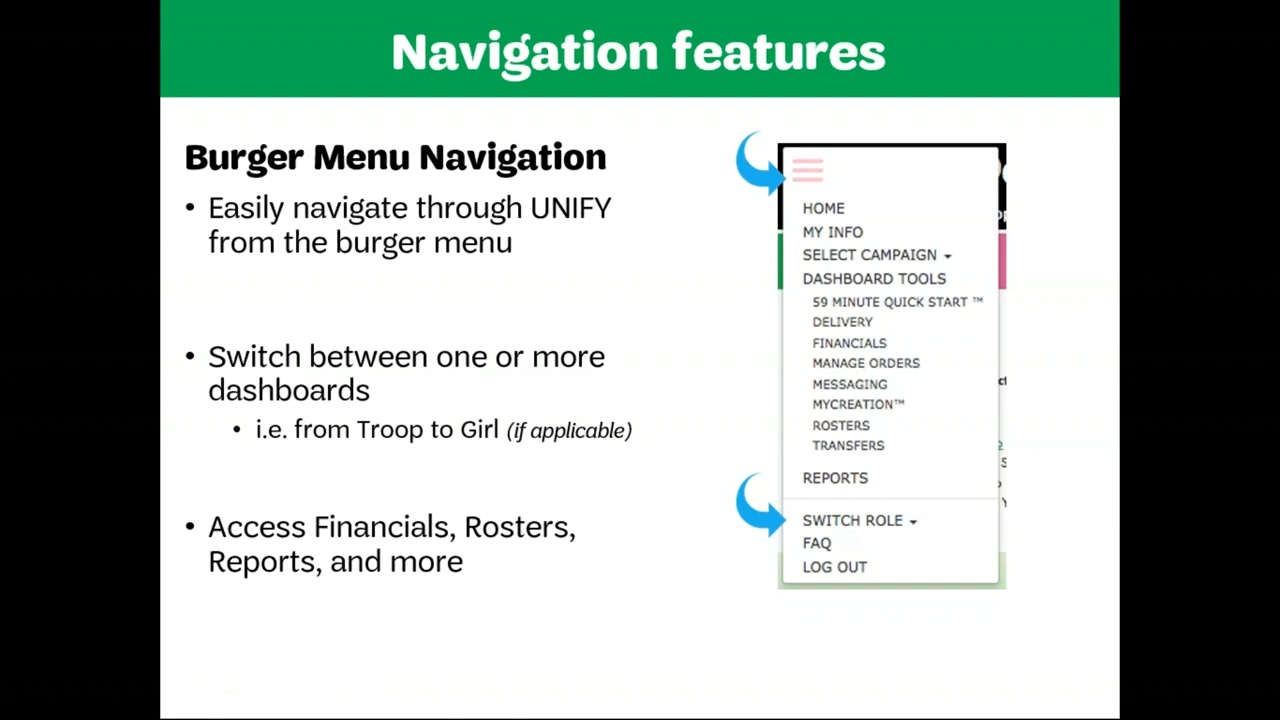 Navigation features
Burger Menu Navigation
• Easily navigate through UNIFY
from the burger menu
• Switch between one or more
dashboards
• i.e. from Troop to Girl (if applicable)
• Access Financials, Rosters,
Reports, and more
HOME
MY INFO
SELECT CAMPAIGN
DASHBOARD TOOLS
59 MINUTE QUICK START ™
DELIVERY
FINANCIALS
MANAGE ORDERS
MESSAGING
MYCREATION™
ROSTERS
TRANSFERS
REPORTS
SWITCH ROLE
FAQ
LOG OUT